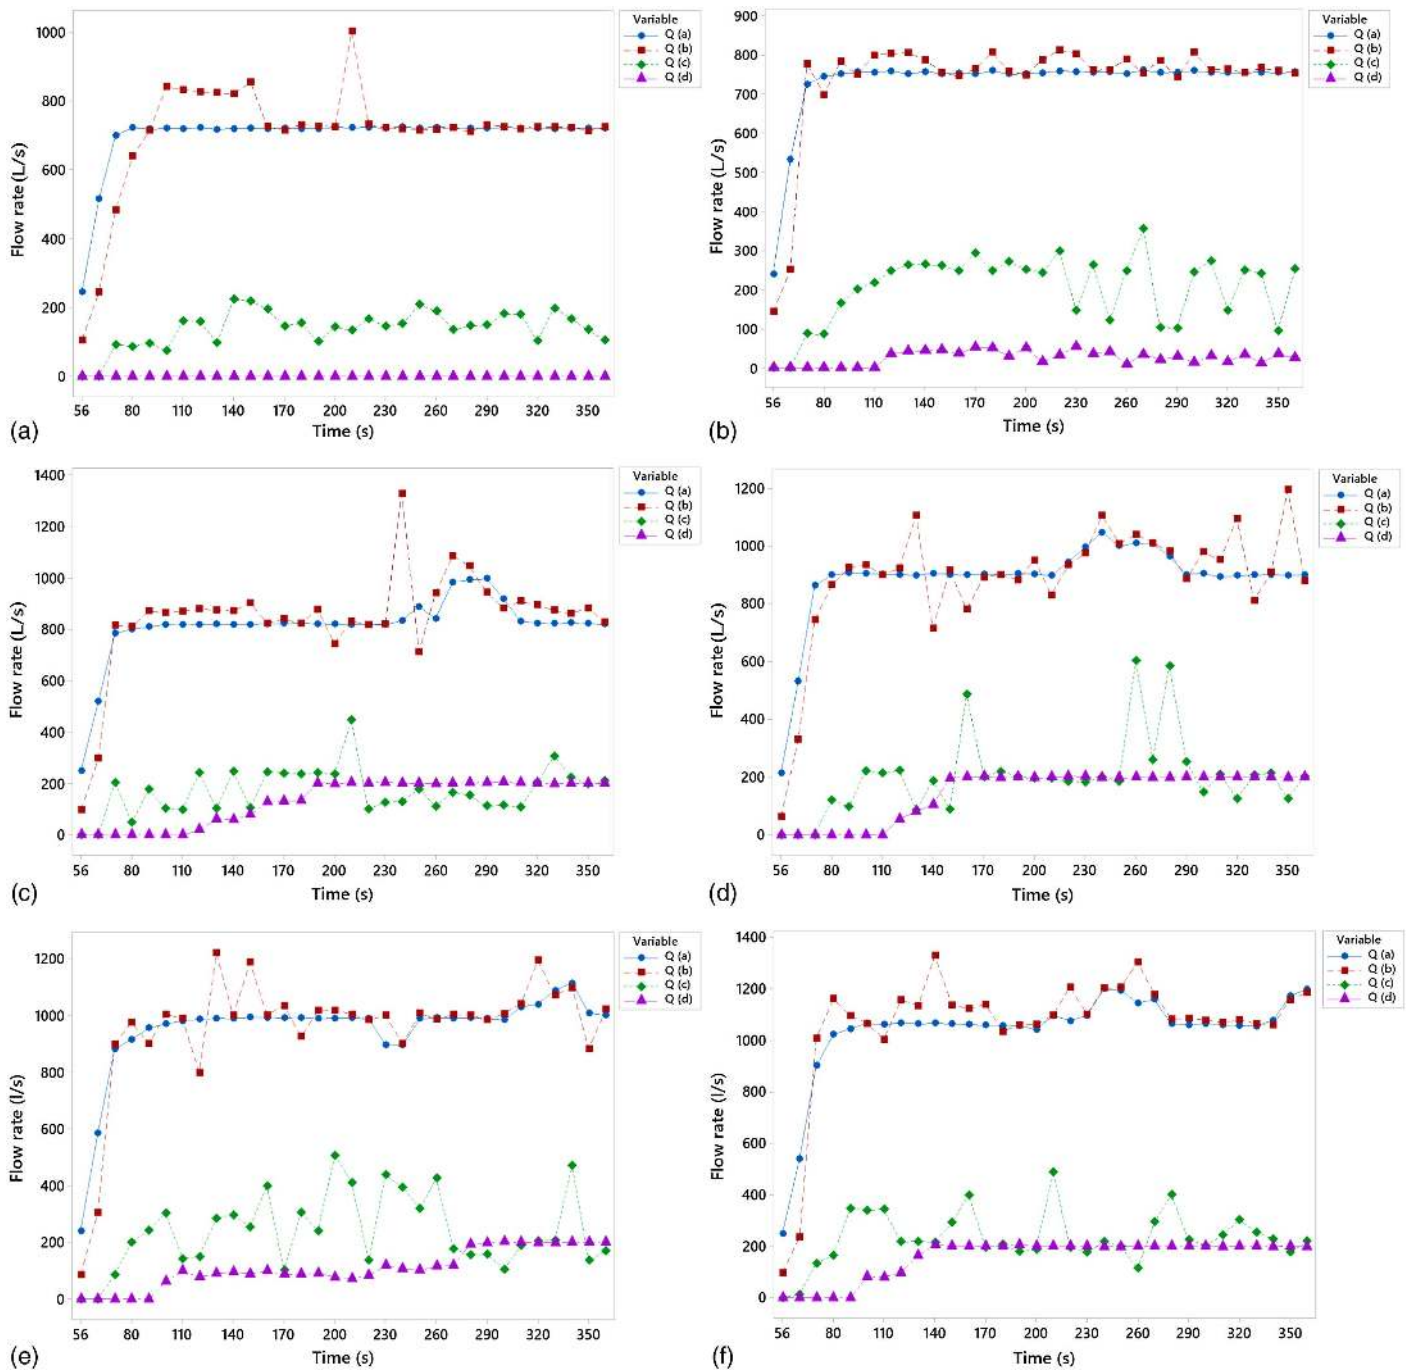 Variable
Q (a)
Q (b)
Q (c)
Q (d)
1000
800
600
400
200
0
Flow rate (L/s)
56 80 110 140 170 200 230 260 290 320 350
Time (s)
(a)
Variable
Q (a)
Q (b)
Q (c)
Q (d)
900
800
700
600
500
400
300
200
100
0
Flow rate (L/s)
56 80 110 140 170 200 230 260 290 320 350
Time (s)
(b)
Variable
Q (a)
Q (b)
Q (c)
Q (d)
1400
1200
1000
800
600
400
200
0
Flow rate (L/s)
56 80 110 140 170 200 230 260 290 320 350
Time (s)
(c)
Variable
Q (a)
Q (b)
Q (c)
Q (d)
1200
1000
800
600
400
200
0
Flow rate (L/s)
56 80 110 140 170 200 230 260 290 320 350
Time (s)
(d)
Variable
Q (a)
Q (b)
Q (c)
Q (d)
1200
1000
800
600
400
200
0
Flow rate (l/s)
56 80 110 140 170 200 230 260 290 320 350
Time (s)
(e)
Variable
Q (a)
Q (b)
Q (c)
Q (d)
1400
1200
1000
800
600
400
200
0
Flow rate (l/s)
56 80 110 140 170 200 230 260 290 320 350
Time (s)
(f)